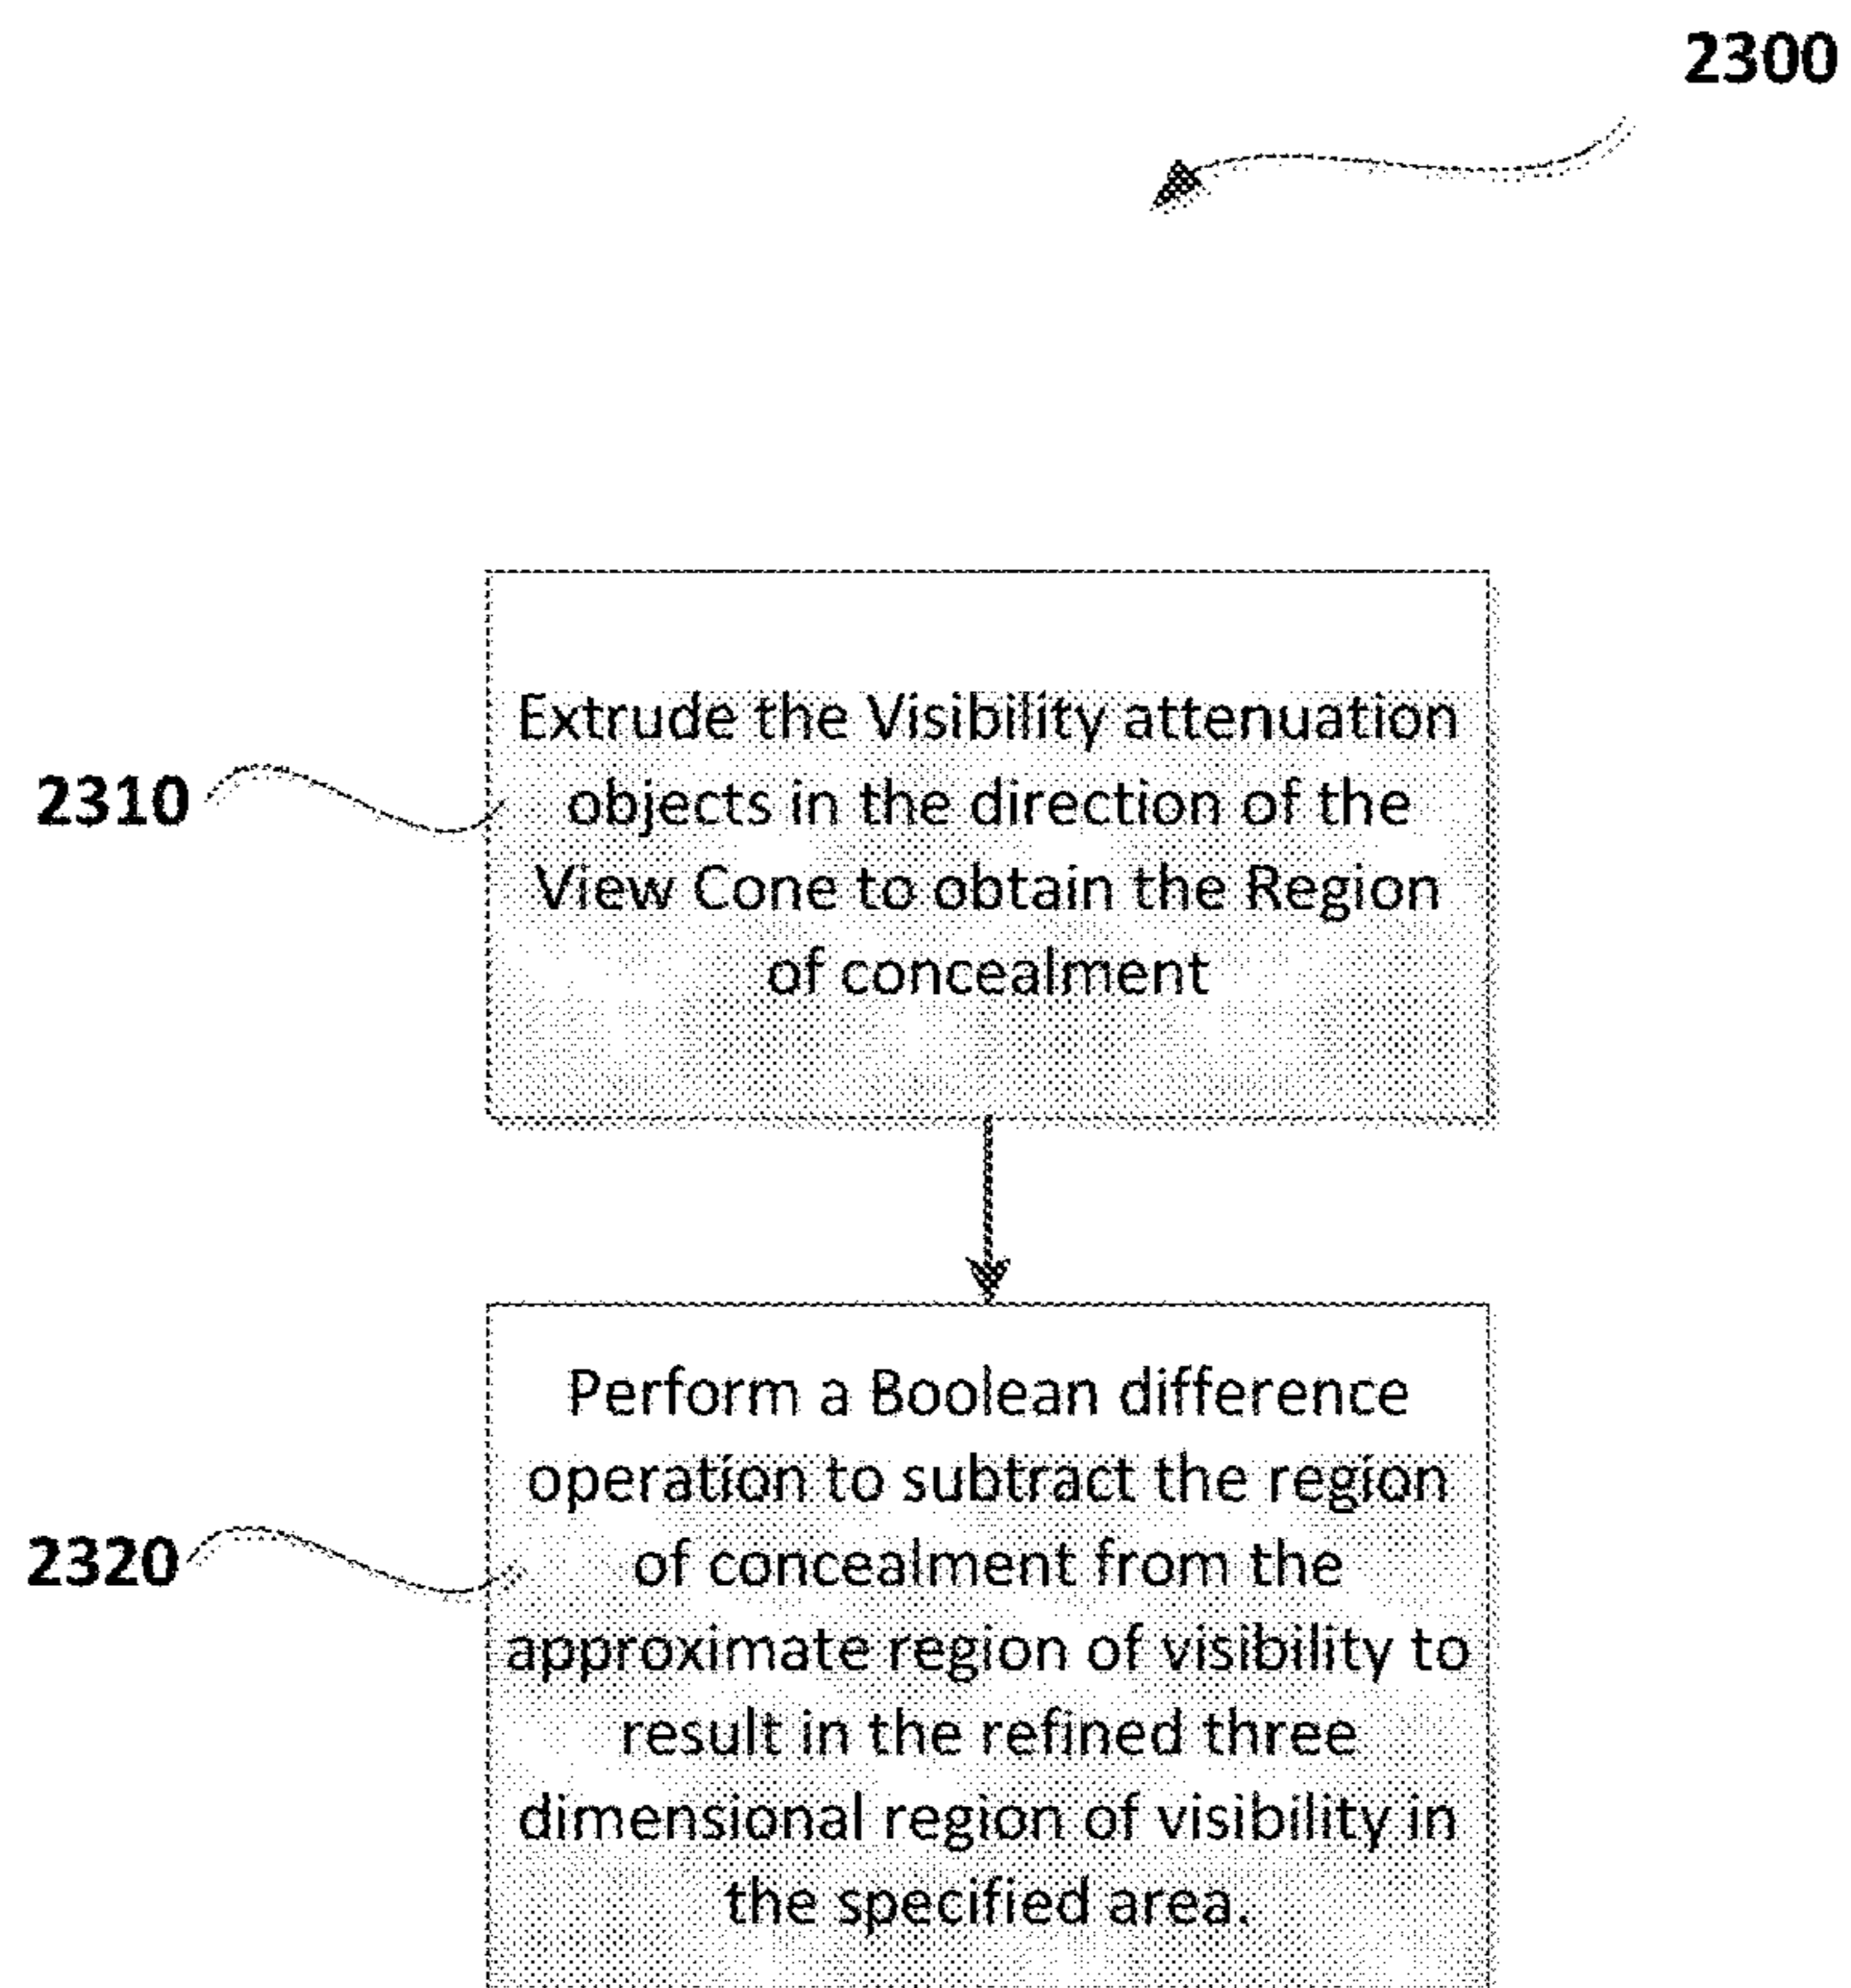 2300
Extrude the Visibility attenuation
objects in the direction of the
View Cone to obtain the Region
of concealment
2310
Perform a Boolean difference
operation to subtract the region
of concealment from the
approximate region of visibility to
result in the refined three
dimensional region of visibility in
the specified area.
2320